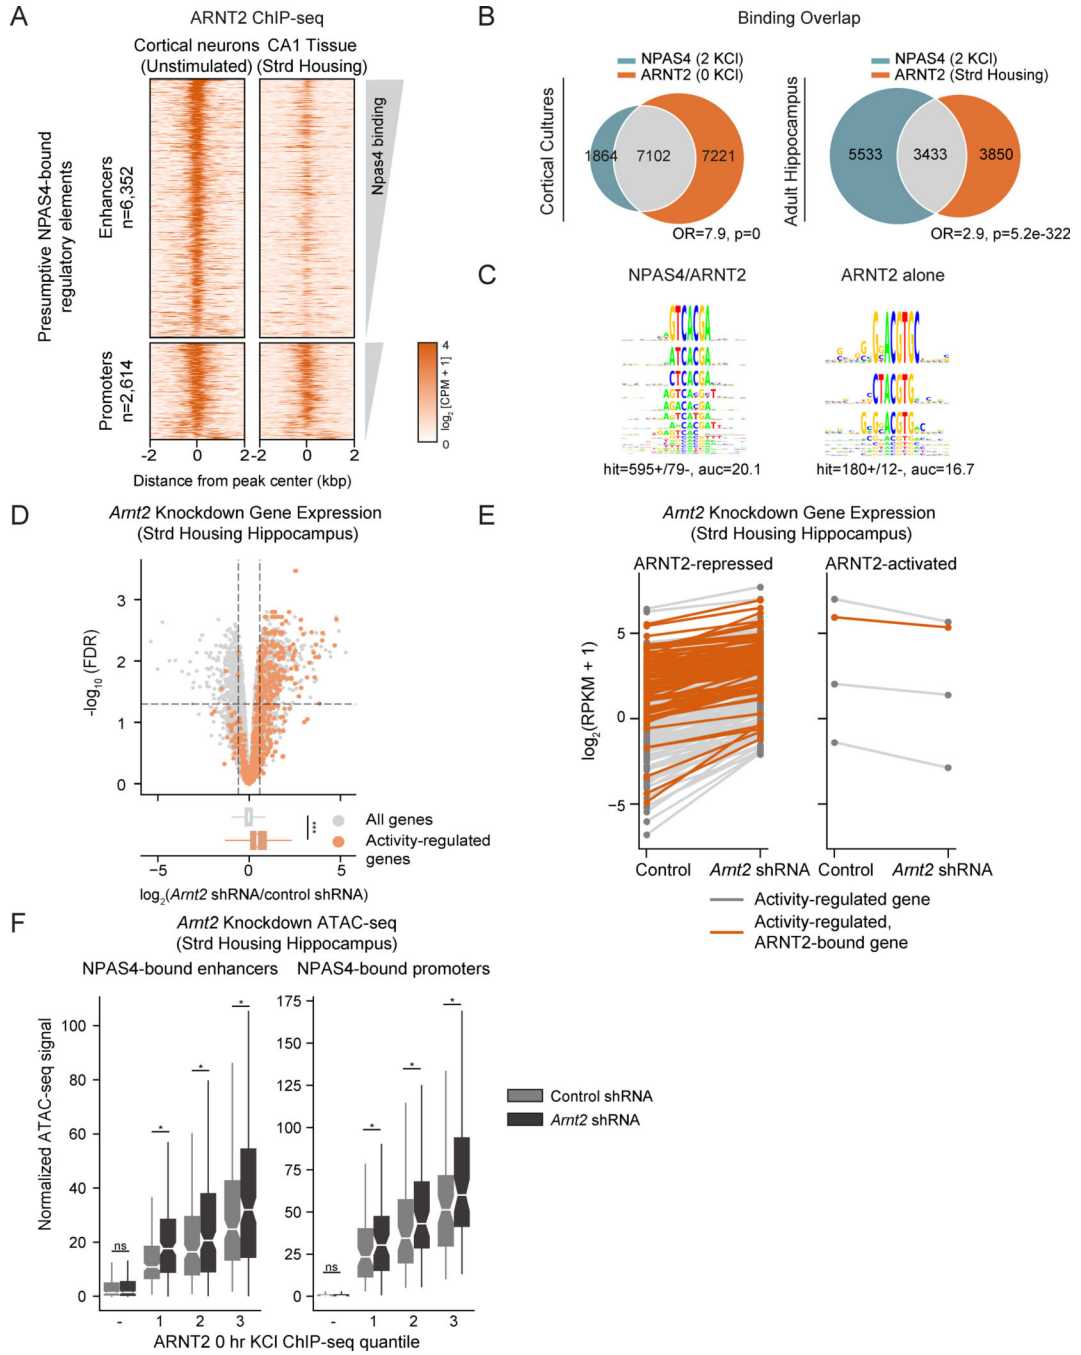 A
ARNT2 ChIP-seq
Cortical neurons
(Unstimulated)
CA1 Tissue
(Strd Housing)
Presumptive NPAS4-bound
regulatory elements
Enhancers
n=6,352
Promoters
n=2,614
Npas4 binding
4
log2 [CPM + 1]
0
-2 0 2 -2 0 2
Distance from peak center (kbp)
B
Binding Overlap
Cortical Cultures
NPAS4 (2 KCl)
ARNT2 (0 KCl)
1864 7102 7221
OR=7.9, p=0
Adult Hippocampus
NPAS4 (2 KCl)
ARNT2 (Strd Housing)
5533 3433 3850
OR=2.9, p=5.2e-322
C
NPAS4/ARNT2
GTCACGA
ATCACGA
CTCACGA
hit=595+/79-, auc=20.1
ARNT2 alone
hit=180+/12-, auc=16.7
D
Arnt2 Knockdown Gene Expression
(Strd Housing Hippocampus)
-log10 (FDR)
3
2
1
0
All genes
***
Activity-regulated
genes
-5 0 5
log2(Arnt2 shRNA/control shRNA)
E
Arnt2 Knockdown Gene Expression
(Strd Housing Hippocampus)
ARNT2-repressed
ARNT2-activated
log2(RPKM + 1)
5
0
−5
Control Arnt2 shRNA
Control Arnt2 shRNA
Activity-regulated gene
Activity-regulated,
ARNT2-bound gene
F
Arnt2 Knockdown ATAC-seq
(Strd Housing Hippocampus)
NPAS4-bound enhancers
NPAS4-bound promoters
Normalized ATAC-seq signal
100
80
60
40
20
0
ns * * *
175
150
125
100
75
50
25
0
ns * * *
Control shRNA
Arnt2 shRNA
- 1 2 3
- 1 2 3
ARNT2 0 hr KCl ChIP-seq quantile